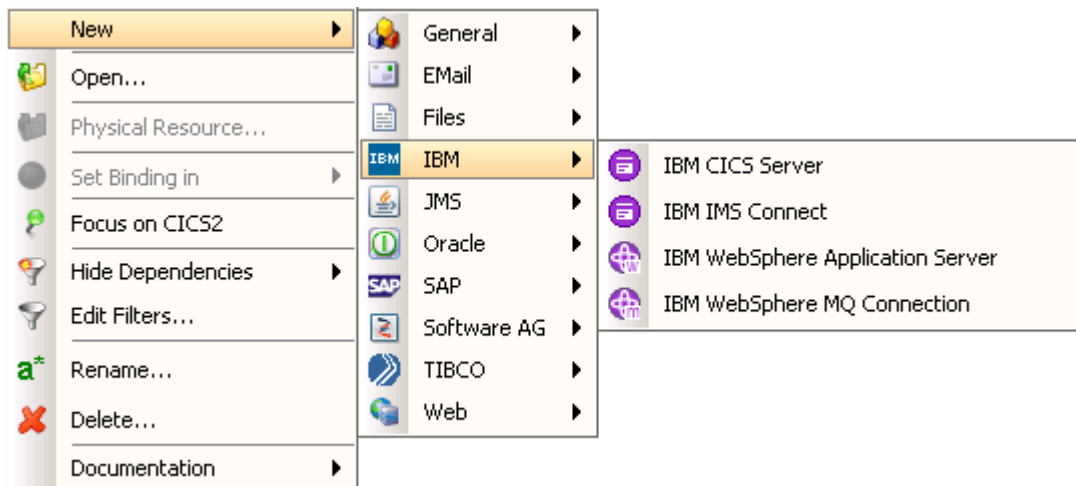 New
Open...
Physical Resource...
Set Binding in
Focus on CICS2
Hide Dependencies
Edit Filters...
a* Rename...
Delete...
Documentation
General
EMail
Files
IBM IBM
JMS
Oracle
SAP SAP
Software AG
TIBCO
Web
IBM CICS Server
IBM IMS Connect
IBM WebSphere Application Server
IBM WebSphere MQ Connection